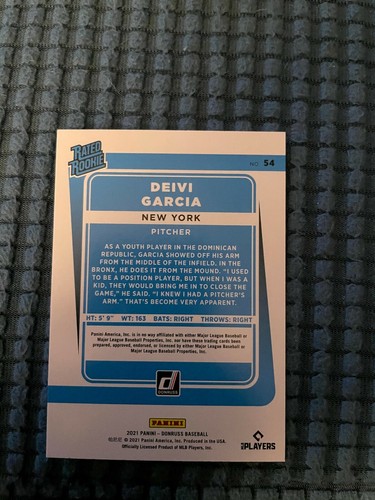 RATED
ROOKIE
NO. 54
DEIVI
GARCIA
NEW YORK
PITCHER
AS A YOUTH PLAYER IN THE DOMINICAN
REPUBLIC, GARCIA SHOWED OFF HIS ARM
FROM THE MIDDLE OF THE INFIELD. IN THE
BRONX, HE DOES IT FROM THE MOUND. "I USED
TO BE A POSITION PLAYER, BUT WHEN I WAS A
KID, THEY WOULD BRING ME IN TO CLOSE THE
GAME," HE SAID. "I KNEW I HAD A PITCHER'S
ARM." THAT'S BECOME VERY APPARENT.
HT: 5' 9" WT: 163 BATS: RIGHT THROWS: RIGHT
Panini America, Inc. is in no way affiliated with either Major League Baseball or
Major League Baseball Properties, Inc. nor have these trading cards been
prepared, approved, endorsed, or licensed by either Major League Baseball or
Major League Baseball Properties, Inc.
d
DONRUSS
PANINI
2021 PANINI - DONRUSS BASEBALL
© 2021 Panini America, Inc. Produced in the USA.
Officially Licensed Product of MLB Players, Inc.
PLAYERS